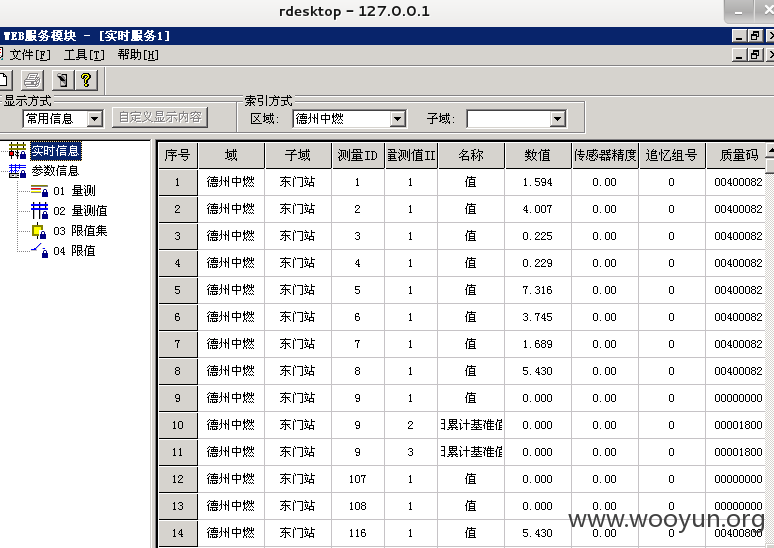 rdesktop - 127.0.0.1
WEB服务模块 - [实时服务1]
文件[F] 工具[T] 帮助[H]
显示方式 索引方式
常用信息 自定义显示内容 区域: 德州中燃 子域:
实时信息
参数信息
01 量测
02 量测值
03 限值集
04 限值
序号 域 子域 测量ID 量测值II 名称 数值 传感器精度 追忆组号 质量码
1 德州中燃 东门站 1 1 值 1.594 0.00 0 00400082
2 德州中燃 东门站 2 1 值 4.007 0.00 0 00400082
3 德州中燃 东门站 3 1 值 0.225 0.00 0 00400082
4 德州中燃 东门站 4 1 值 0.229 0.00 0 00400082
5 德州中燃 东门站 5 1 值 7.316 0.00 0 00400082
6 德州中燃 东门站 6 1 值 3.745 0.00 0 00400082
7 德州中燃 东门站 7 1 值 1.689 0.00 0 00400082
8 德州中燃 东门站 8 1 值 5.430 0.00 0 00400082
9 德州中燃 东门站 9 1 值 0.000 0.00 0 00000000
10 德州中燃 东门站 9 2 日累计基准值 0.000 0.00 0 00001800
11 德州中燃 东门站 9 3 日累计基准值 0.000 0.00 0 00001800
12 德州中燃 东门站 107 1 值 0.000 0.00 0 00000000
13 德州中燃 东门站 108 1 值 0.000 0.00 0 00000000
14 德州中燃 东门站 116 1 值 5.430 0.00 0 00400800
www.wooyun.org